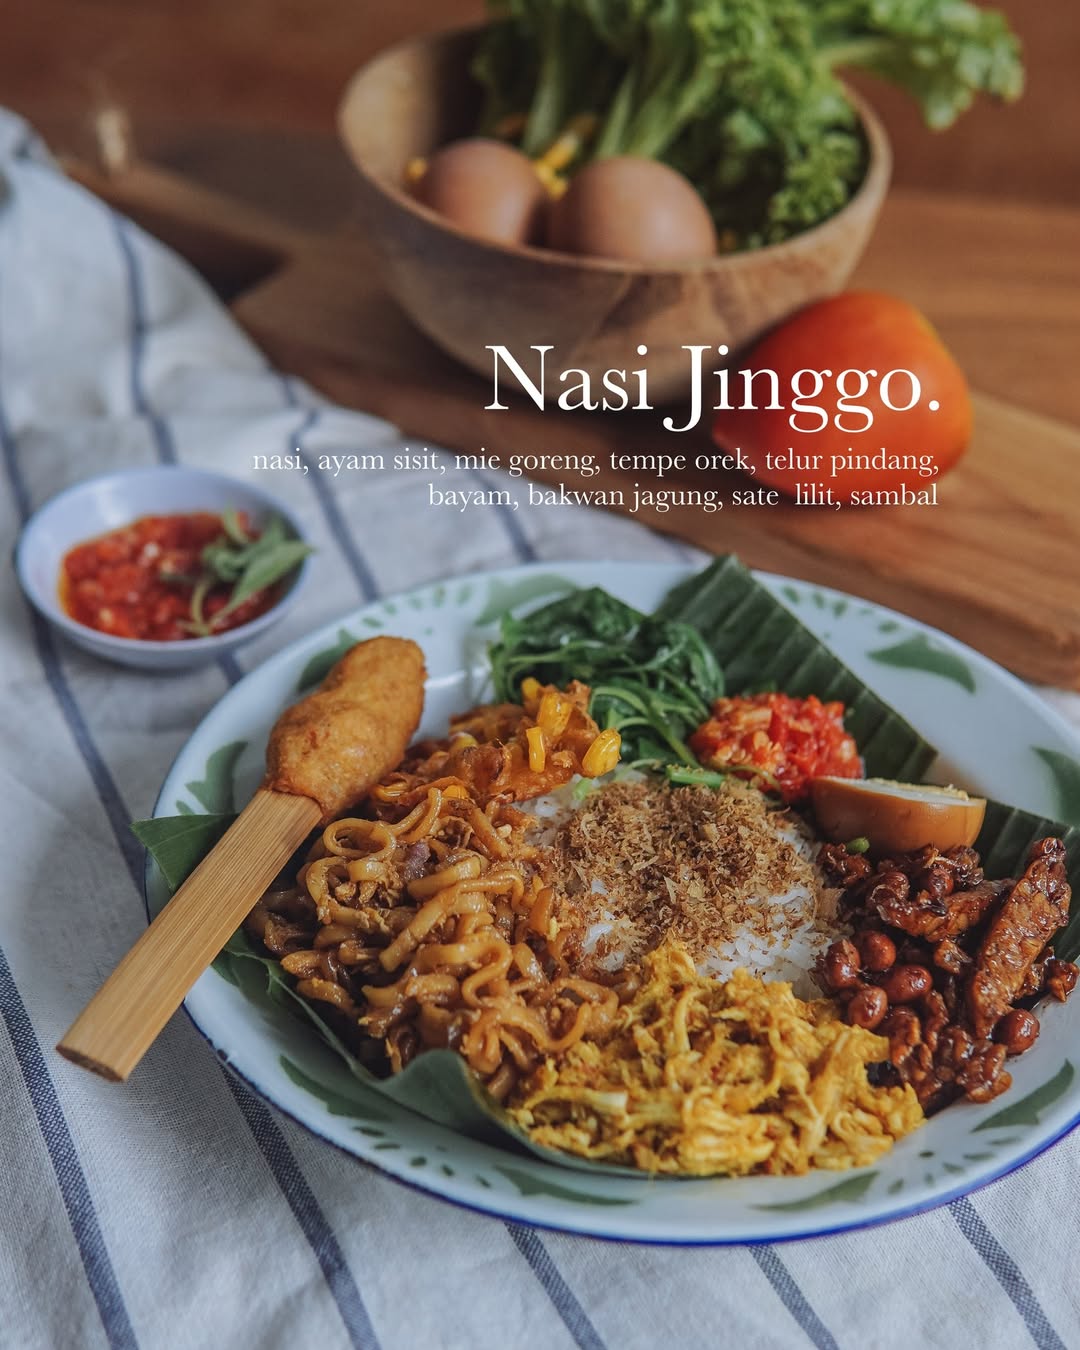 Nasi Jinggo.
nasi, ayam sisit, mie goreng, tempe orek, telur pindang,
bayam, bakwan jagung, sate  lilit, sambal